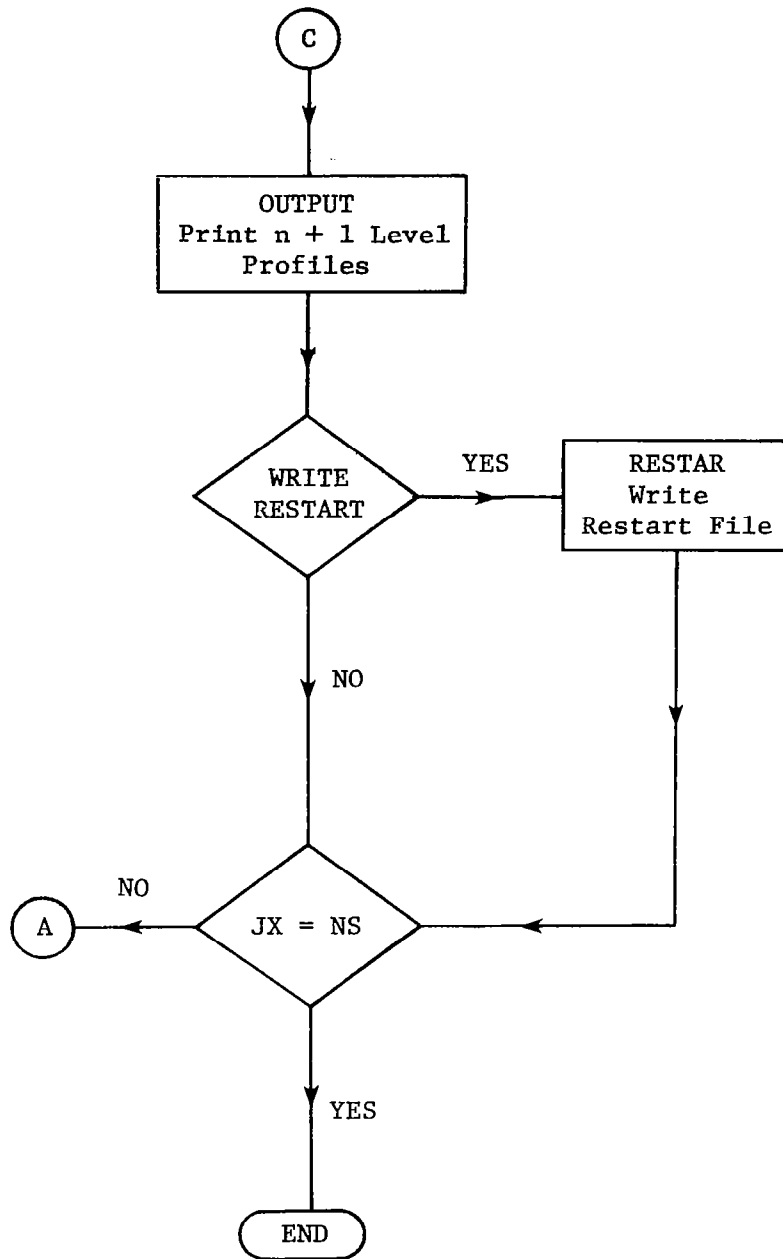 C
OUTPUT
Print n + 1 Level
Profiles
WRITE
RESTART
YES
RESTAR
Write
Restart File
NO
NO
A
JX = NS
YES
END